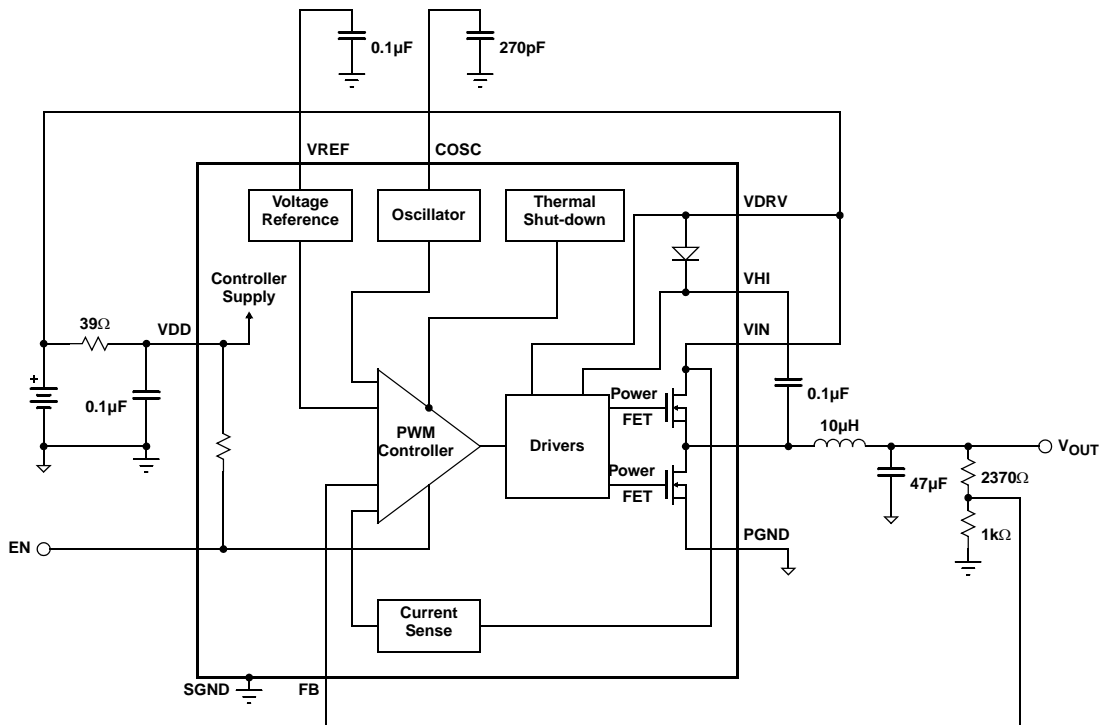 0.1µF
270pF
VREF
COSC
Voltage
Reference
Oscillator
Thermal
Shut-down
VDRV
Controller
Supply
VHI
39Ω
VDD
VIN
+
0.1µF
0.1µF
PWM
Controller
Drivers
Power
FET
10µH
VOUT
Power
FET
47µF
2370Ω
1kΩ
EN
PGND
Current
Sense
SGND
FB